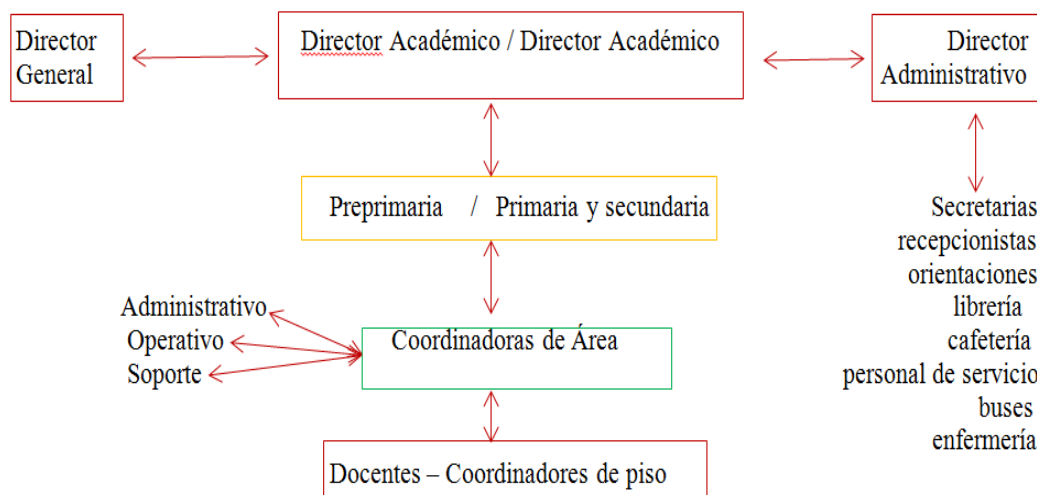 Director
General
Director Académico / Director Académico
Director
Administrativo
Preprimaria / Primaria y secundaria
Secretarias
recepcionistas
orientaciones
librería
cafetería
personal de servicio
buses
enfermería
Administrativo
Operativo
Soporte
Coordinadoras de Área
Docentes – Coordinadores de piso